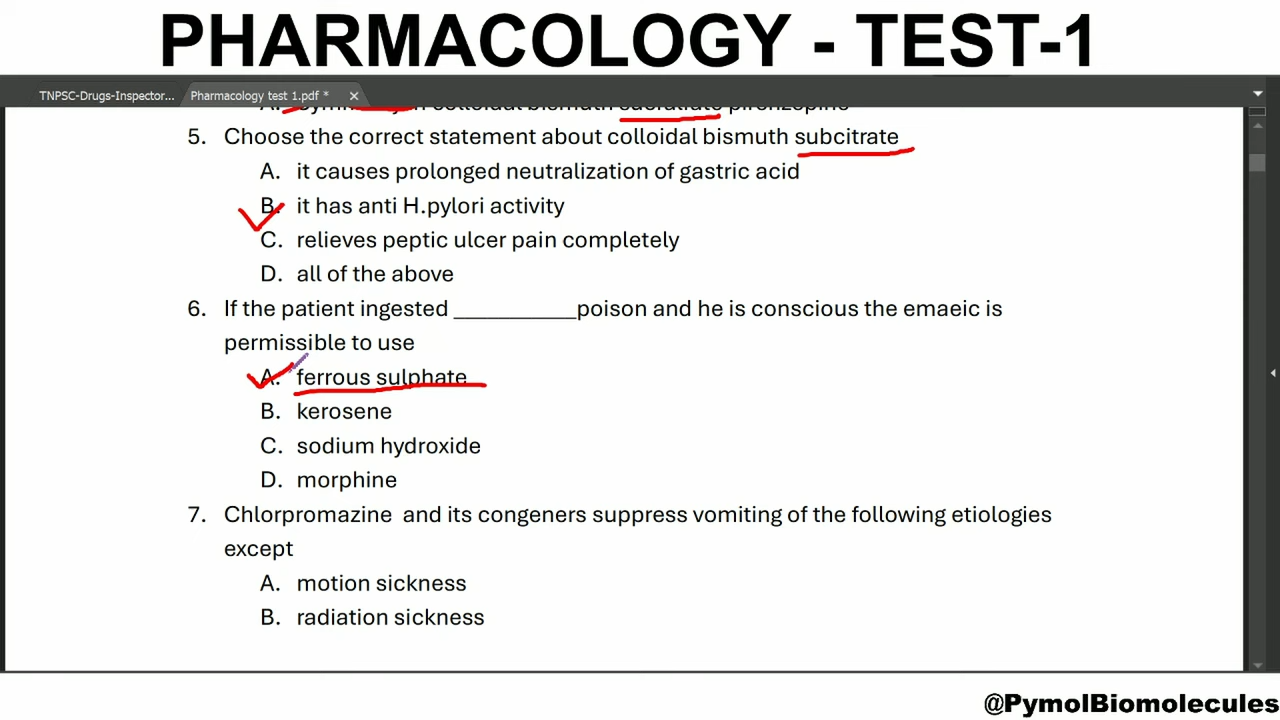 PHARMACOLOGY - TEST-1
TNPSC-Drugs-Inspector... Pharmacology test 1.pdf *
colloidal bismuth
5. Choose the correct statement about colloidal bismuth subcitrate
A. it causes prolonged neutralization of gastric acid
B. it has anti H.pylori activity
C. relieves peptic ulcer pain completely
D. all of the above
6. If the patient ingested ___________poison and he is conscious the emaeic is
permissible to use
A. ferrous sulphate
B. kerosene
C. sodium hydroxide
D. morphine
7. Chlorpromazine and its congeners suppress vomiting of the following etiologies
except
A. motion sickness
B. radiation sickness
@PymolBiomolecules